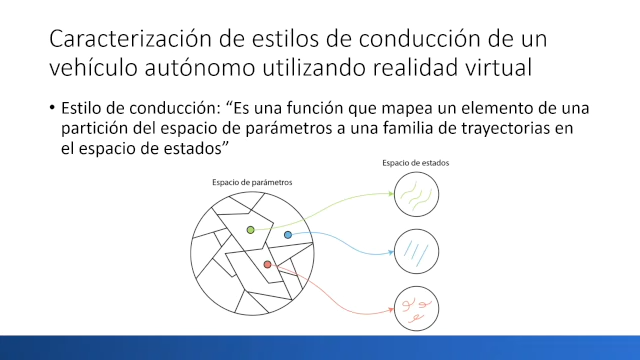 Caracterización de estilos de conducción de un
vehículo autónomo utilizando realidad virtual
• Estilo de conducción: “Es una función que mapea un elemento de una
partición del espacio de parámetros a una familia de trayectorias en
el espacio de estados”
Espacio de estados
Espacio de parámetros